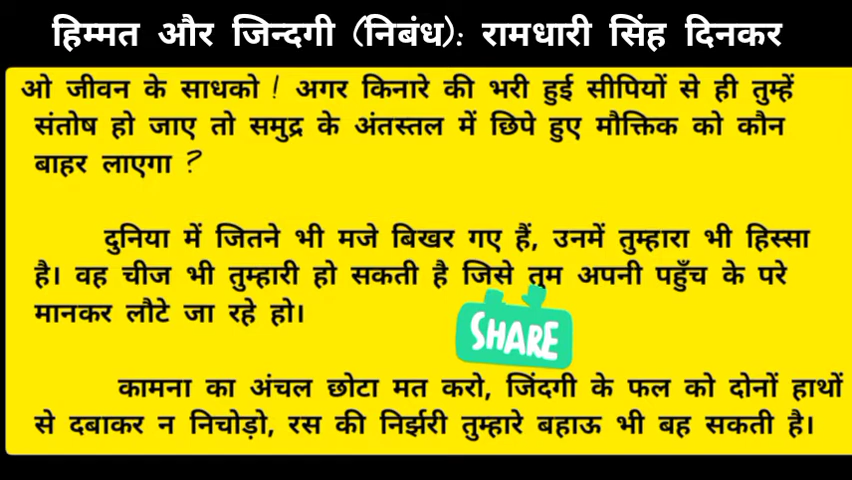 हिम्मत और जिन्दगी (निबंध): रामधारी सिंह दिनकर
ओ जीवन के साधको ! अगर किनारे की भरी हुई सीपियों से ही तुम्हें
संतोष हो जाए तो समुद्र के अंतस्तल में छिपे हुए मौक्तिक को कौन
बाहर लाएगा ?
दुनिया में जितने भी मजे बिखर गए हैं, उनमें तुम्हारा भी हिस्सा
है। वह चीज भी तुम्हारी हो सकती है जिसे तुम अपनी पहुँच के परे
मानकर लौटे जा रहे हो।
SHARE
कामना का अंचल छोटा मत करो, जिंदगी के फल को दोनों हाथों
से दबाकर न निचोड़ो, रस की निर्झरी तुम्हारे बहाऊ भी बह सकती है।